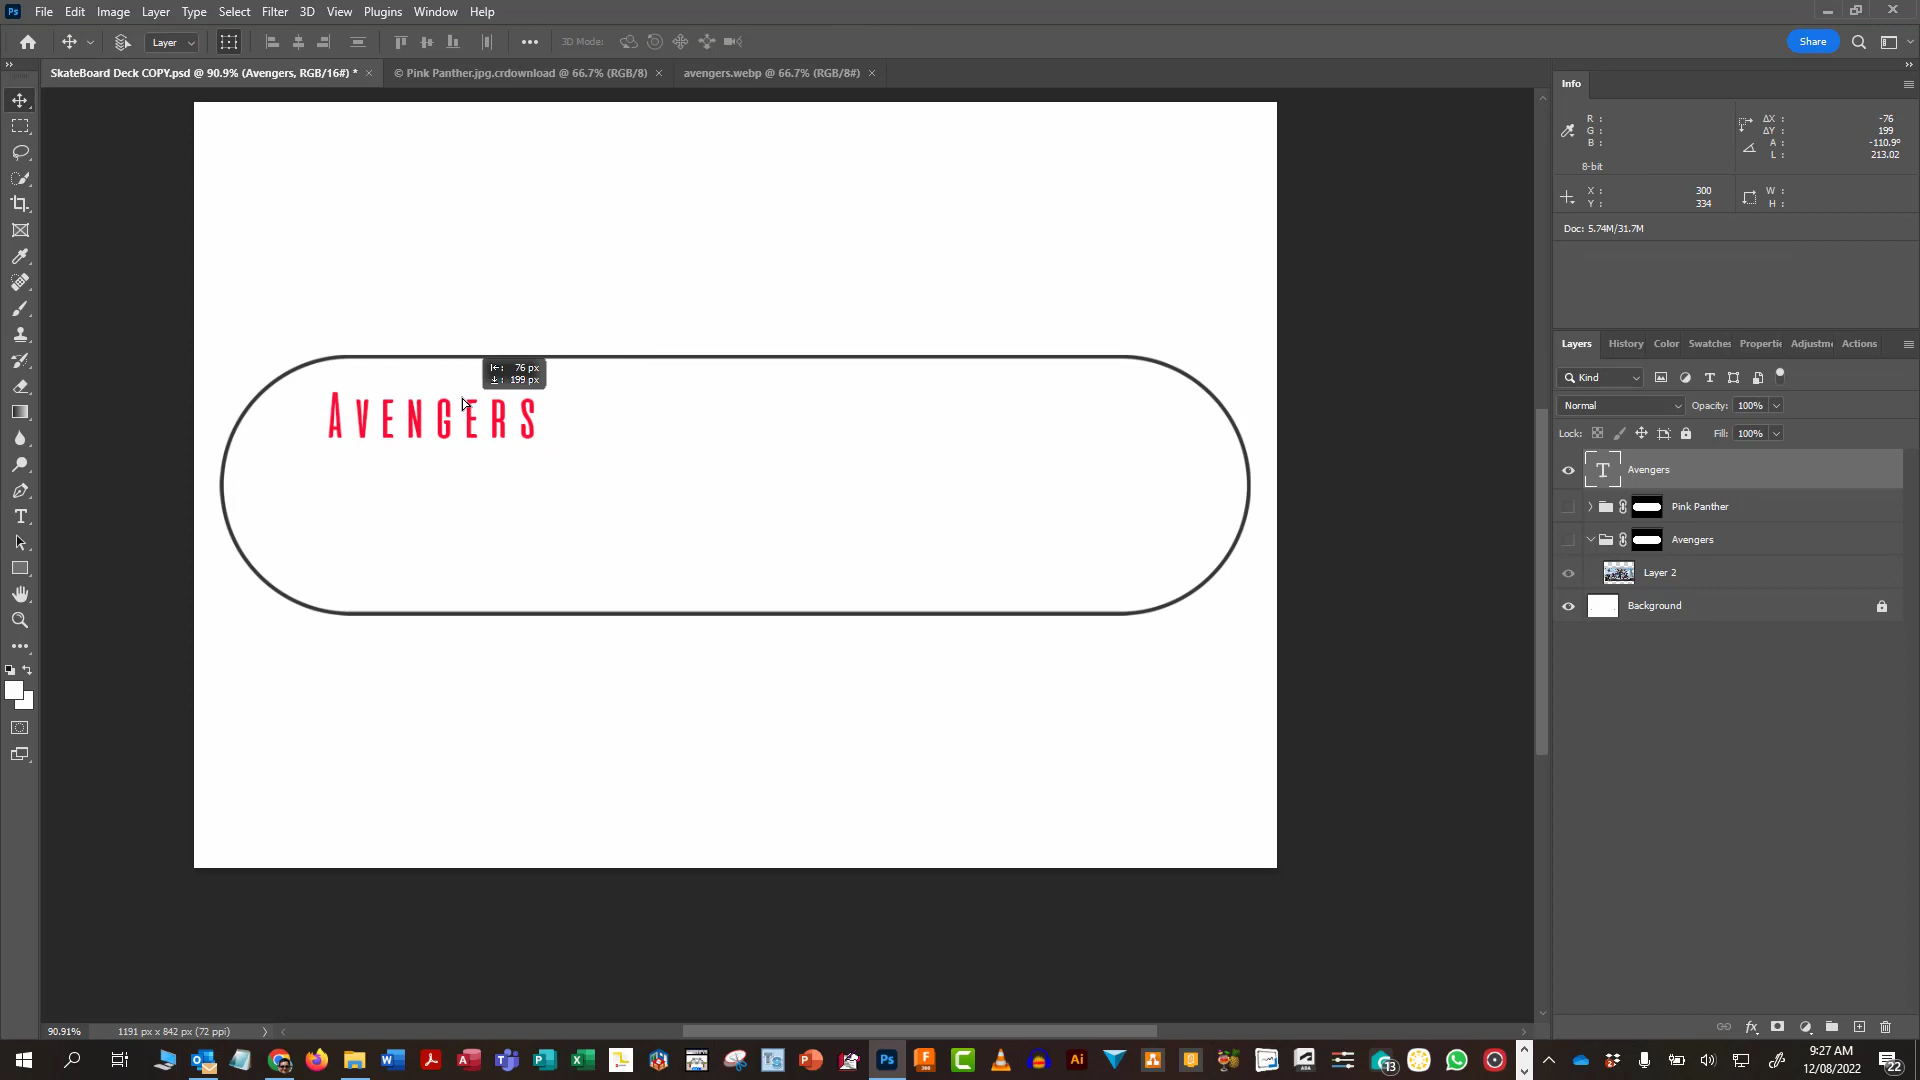 Ps File Edit Image Layer Type Select Filter 3D View Plugins Window Help
Layer 3D Mode: Share
SkateBoard Deck COPY.psd @ 90.9% (Avengers, RGB/16#) * × © Pink Panther.jpg.crdownload @ 66.7% (RGB/8) × avengers.webp @ 66.7% (RGB/8#) ×
Info
R :
G :
B :
8-bit
ΔX : -76
ΔY : 199
A : -110.9°
L : 213.02
X : 300
Y : 334
W :
H :
Doc: 5.74M/31.7M
76 px
199 px
AVENGERS
Layers History Color Swatches Propertie Adjustme Actions
Kind
Normal Opacity: 100%
Lock: Fill: 100%
T Avengers
Pink Panther
Avengers
Layer 2
Background
90.91% 1191 px x 842 px (72 ppi)
9:27 AM
12/08/2022
13
22